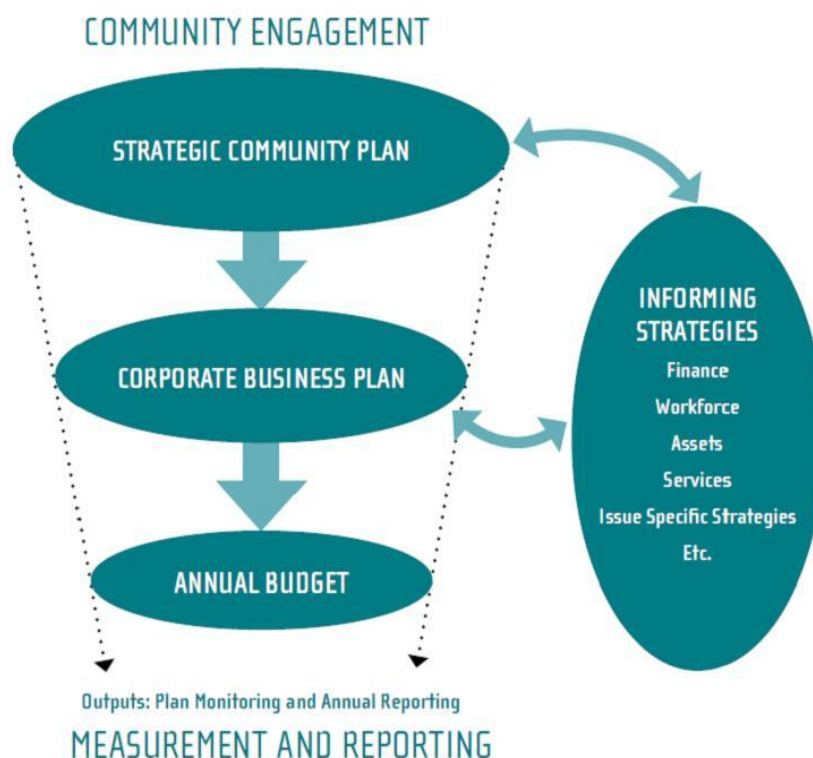 COMMUNITY ENGAGEMENT
STRATEGIC COMMUNITY PLAN
CORPORATE BUSINESS PLAN
ANNUAL BUDGET
INFORMING
STRATEGIES
Finance
Workforce
Assets
Services
Issue Specific Strategies
Etc.
Outputs: Plan Monitoring and Annual Reporting
MEASUREMENT AND REPORTING